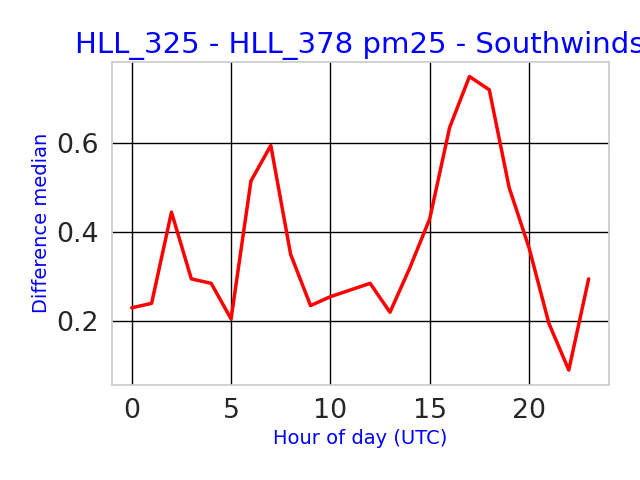 HLL_325 - HLL_378 pm25 - Southwinds
Difference median
0.6
0.4
0.2
0 5 10 15 20
Hour of day (UTC)